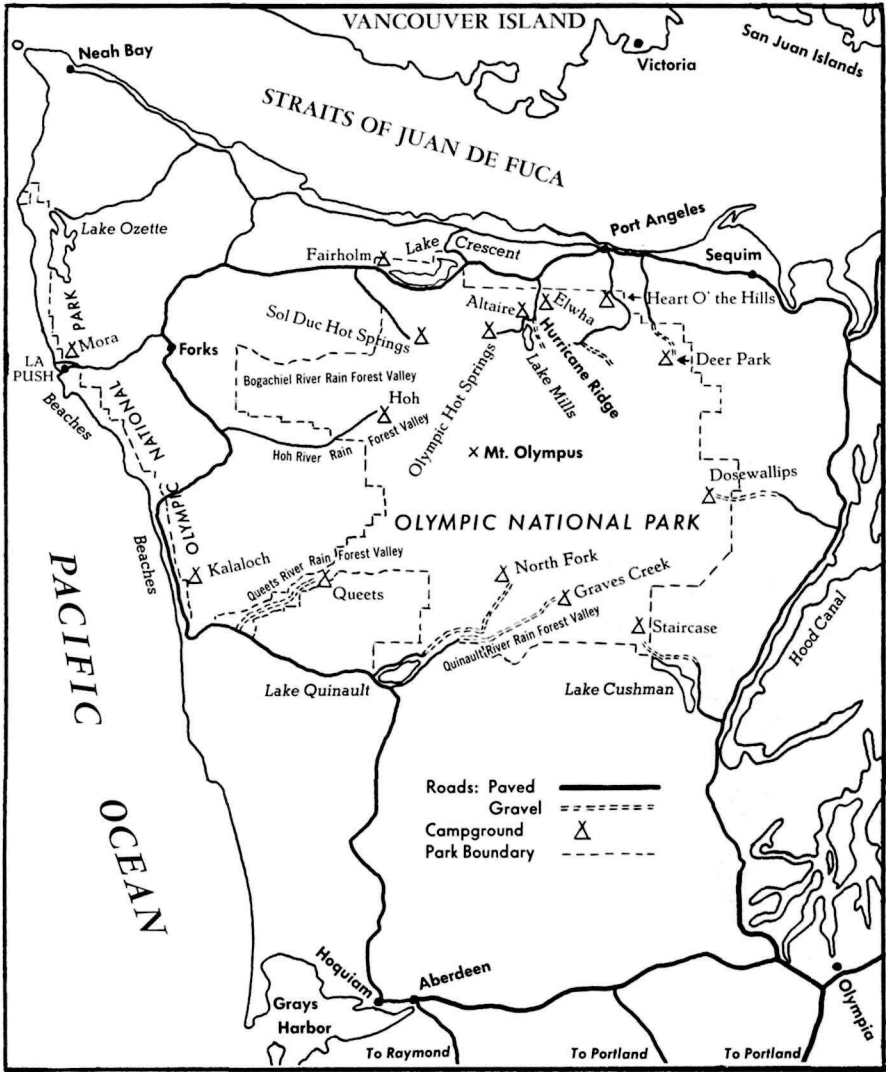 VANCOUVER ISLAND
San Juan Islands
Neah Bay
Victoria
STRAITS OF JUAN DE FUCA
Lake Ozette
Port Angeles
Sequim
Fairholm
Lake Crescent
Altaire
Elwha
Heart O' the Hills
Sol Duc Hot Springs
Olympic Hot Springs
Lake Mills
Hurricane Ridge
Deer Park
Mora
LA
PUSH
Forks
Beaches
Bogachiel River Rain Forest Valley
Hoh
Hoh River Rain Forest Valley
x Mt. Olympus
Dosewallips
OLYMPIC NATIONAL PARK
OLYMPIC NATIONAL PARK
Beaches
Kalaloch
Queets River Rain Forest Valley
Queets
North Fork
Graves Creek
Quinault River Rain Forest Valley
Staircase
Hood Canal
Lake Quinault
Lake Cushman
PACIFIC
OCEAN
Roads: Paved
Gravel
Campground
Park Boundary
Hoquiam
Aberdeen
Grays
Harbor
Olympia
To Raymond
To Portland
To Portland